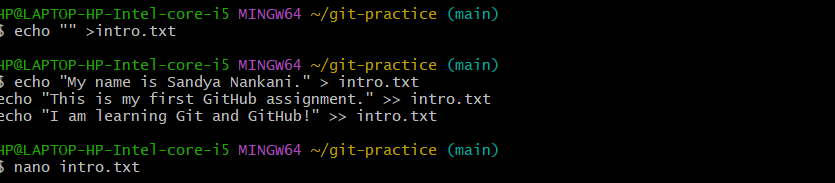 HP@LAPTOP-HP-Intel-core-i5 MINGW64 ~/git-practice (main)
$ echo "" >intro.txt
HP@LAPTOP-HP-Intel-core-i5 MINGW64 ~/git-practice (main)
$ echo "My name is Sandya Nankani." > intro.txt
echo "This is my first GitHub assignment." >> intro.txt
echo "I am learning Git and GitHub!" >> intro.txt
HP@LAPTOP-HP-Intel-core-i5 MINGW64 ~/git-practice (main)
$ nano intro.txt